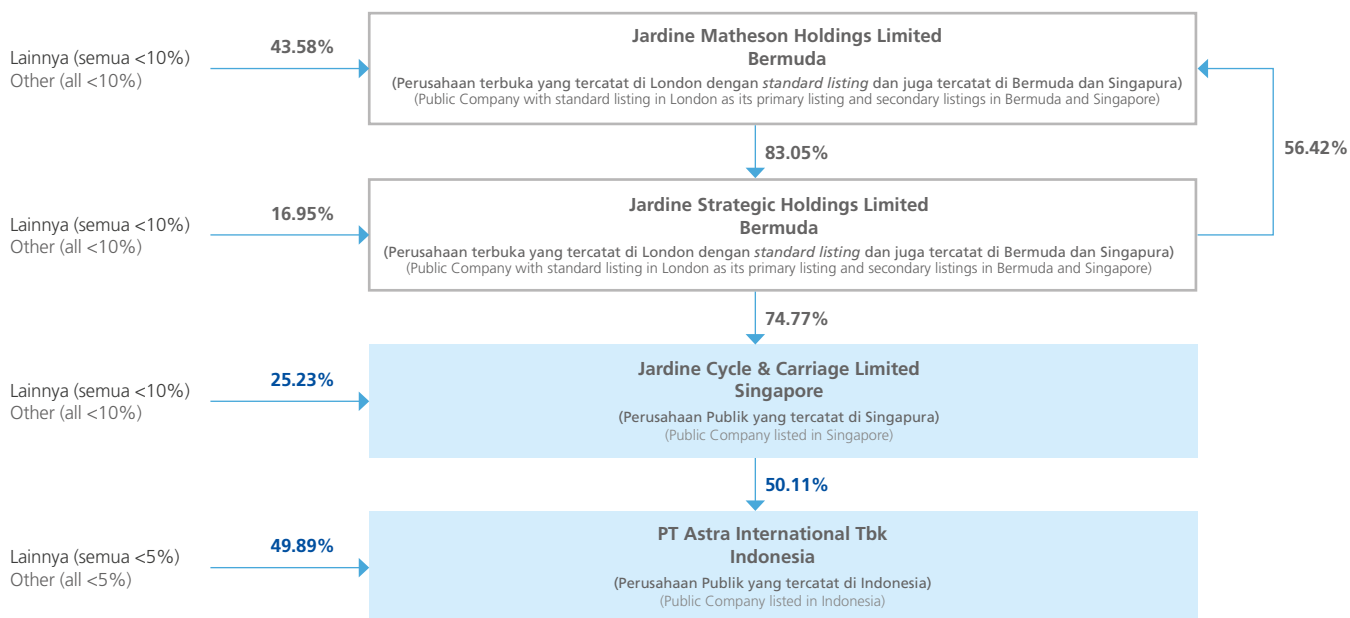 Jardine Matheson Holdings Limited
Bermuda
(Perusahaan terbuka yang tercatat di London dengan standard listing dan juga tercatat di Bermuda dan Singapura)
(Public Company with standard listing in London as its primary listing and secondary listings in Bermuda and Singapore)
Lainnya (semua <10%)
Other (all <10%)
43.58%
83.05%
56.42%
Jardine Strategic Holdings Limited
Bermuda
(Perusahaan terbuka yang tercatat di London dengan standard listing dan juga tercatat di Bermuda dan Singapura)
(Public Company with standard listing in London as its primary listing and secondary listings in Bermuda and Singapore)
Lainnya (semua <10%)
Other (all <10%)
16.95%
74.77%
Jardine Cycle & Carriage Limited
Singapore
(Perusahaan Publik yang tercatat di Singapura)
(Public Company listed in Singapore)
Lainnya (semua <10%)
Other (all <10%)
25.23%
50.11%
PT Astra International Tbk
Indonesia
(Perusahaan Publik yang tercatat di Indonesia)
(Public Company listed in Indonesia)
Lainnya (semua <5%)
Other (all <5%)
49.89%